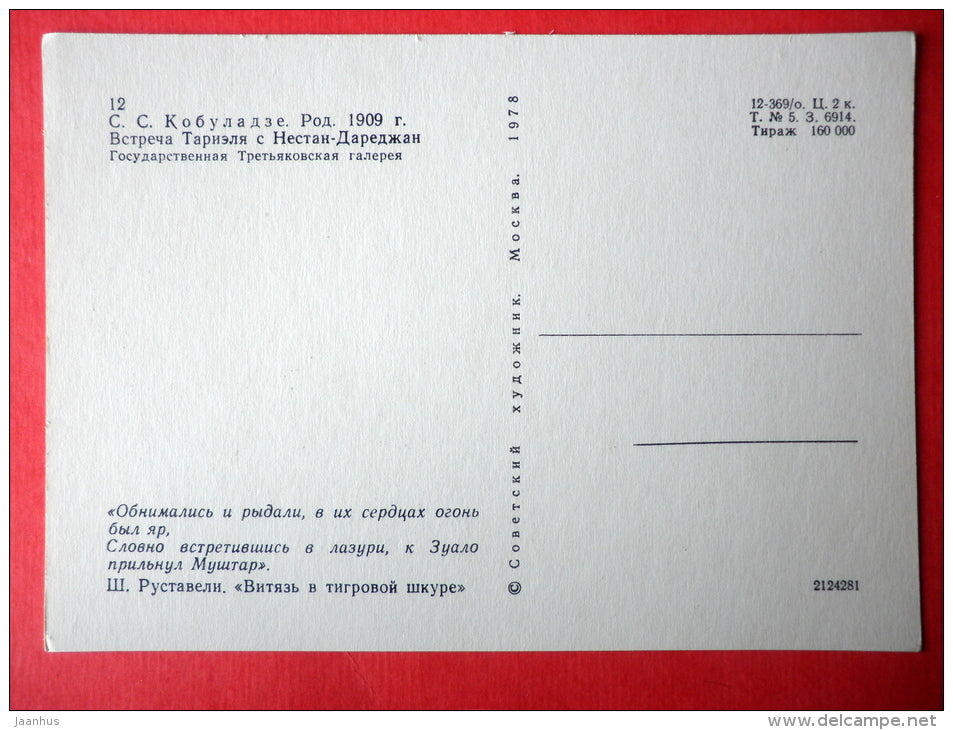 12
С. С. Кобуладзе. Род. 1909 г.
Встреча Тариэля с Нестан-Дареджан
Государственная Третьяковская галерея
«Обнимались и рыдали, в их сердцах огонь
был яр,
Словно встретившись в лазури, к Зуало
прильнул Муштар».
Ш. Руставели. «Витязь в тигровой шкуре»
© Советский художник. Москва. 1978
12-369/о. Ц. 2 к.
Т. № 5. З. 6914.
Тираж 160 000
2124281
jaanhus
www.delcampe.net